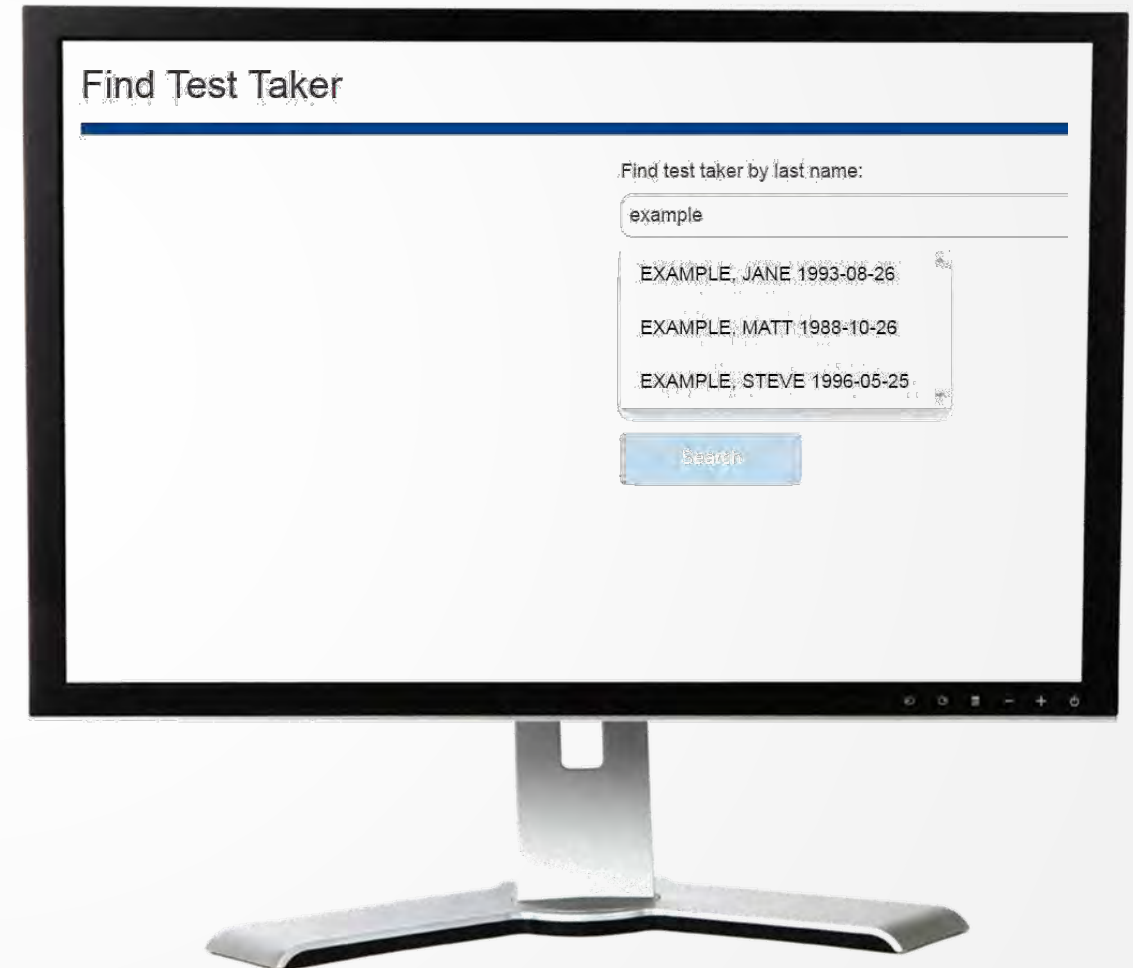 Find Test Taker
Find test taker by last name:
example
EXAMPLE, JANE 1993-08-26
EXAMPLE, MATT 1988-10-26
EXAMPLE, STEVE 1996-05-25
Search